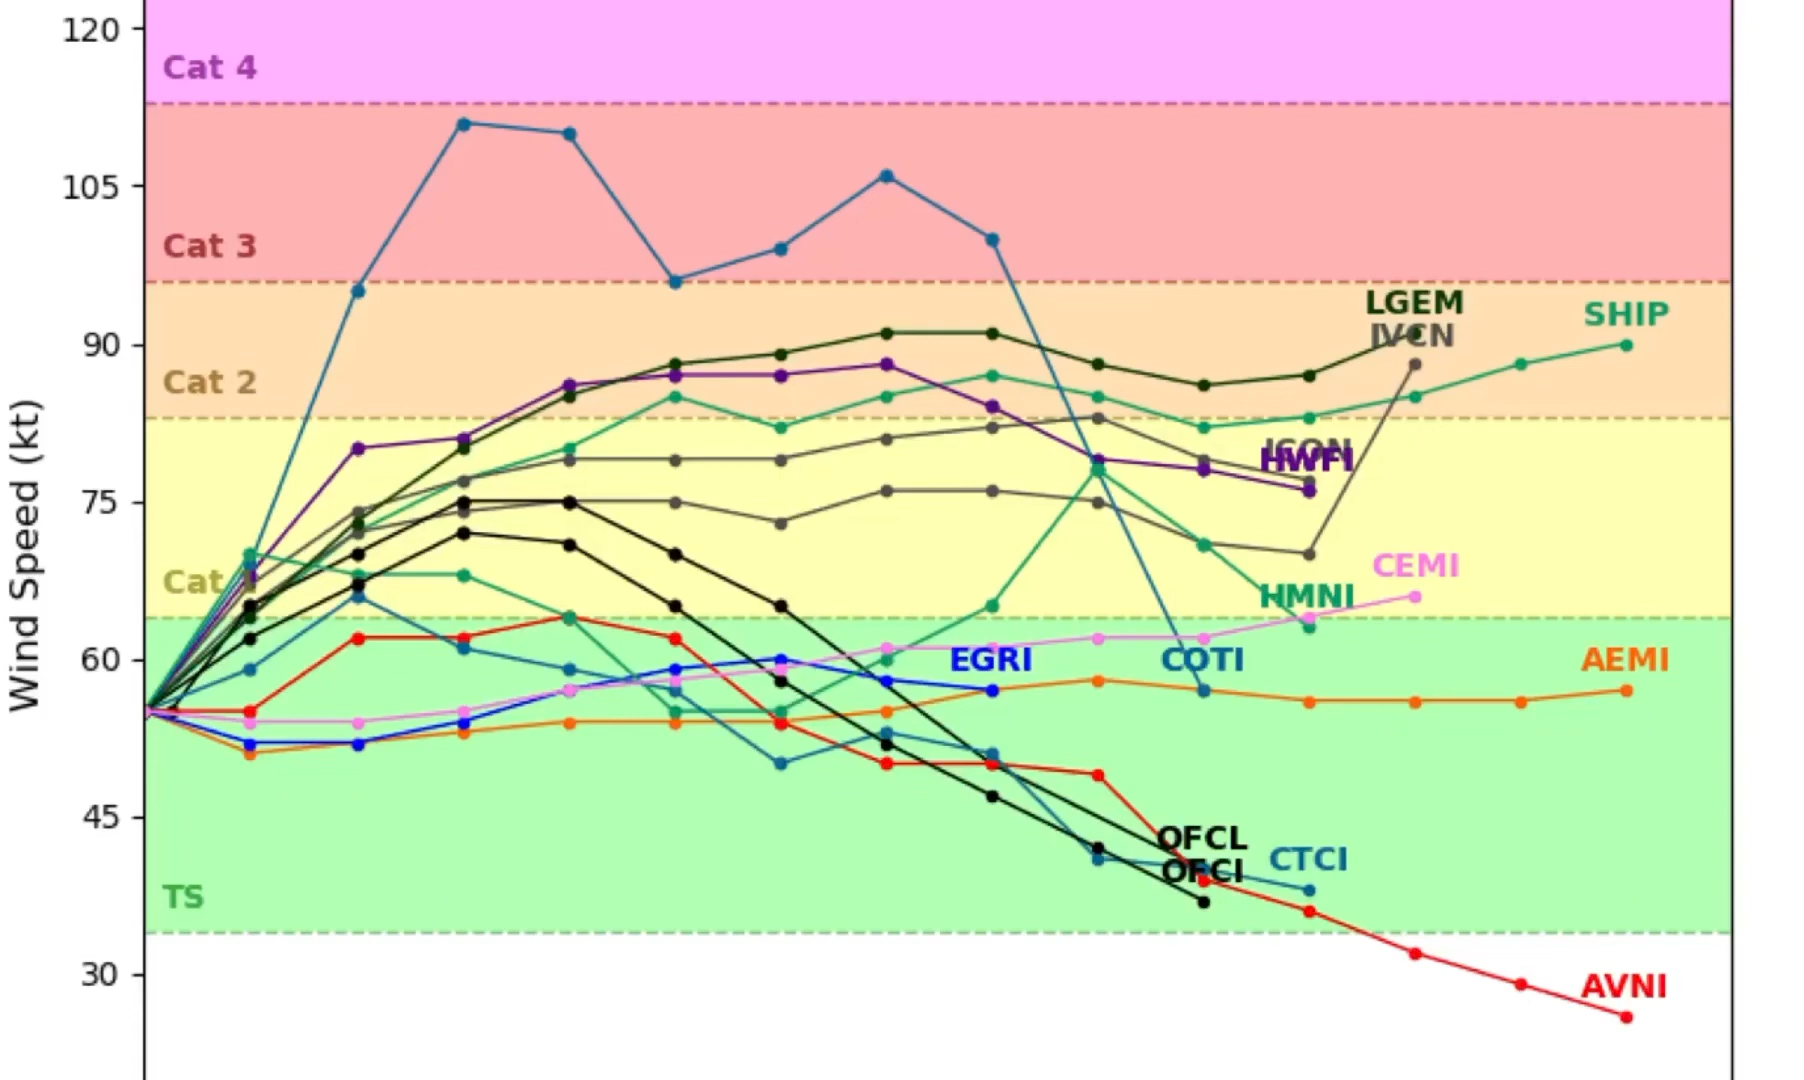 120
Cat 4
105
Cat 3
LGEM
SHIP
IVCN
90
Cat 2
ICON
HWFI
75
CEMI
Cat 1
HMNI
60
EGRI
COTI
AEMI
Wind Speed (kt)
45
OFCL
CTCI
OFCI
TS
30
AVNI